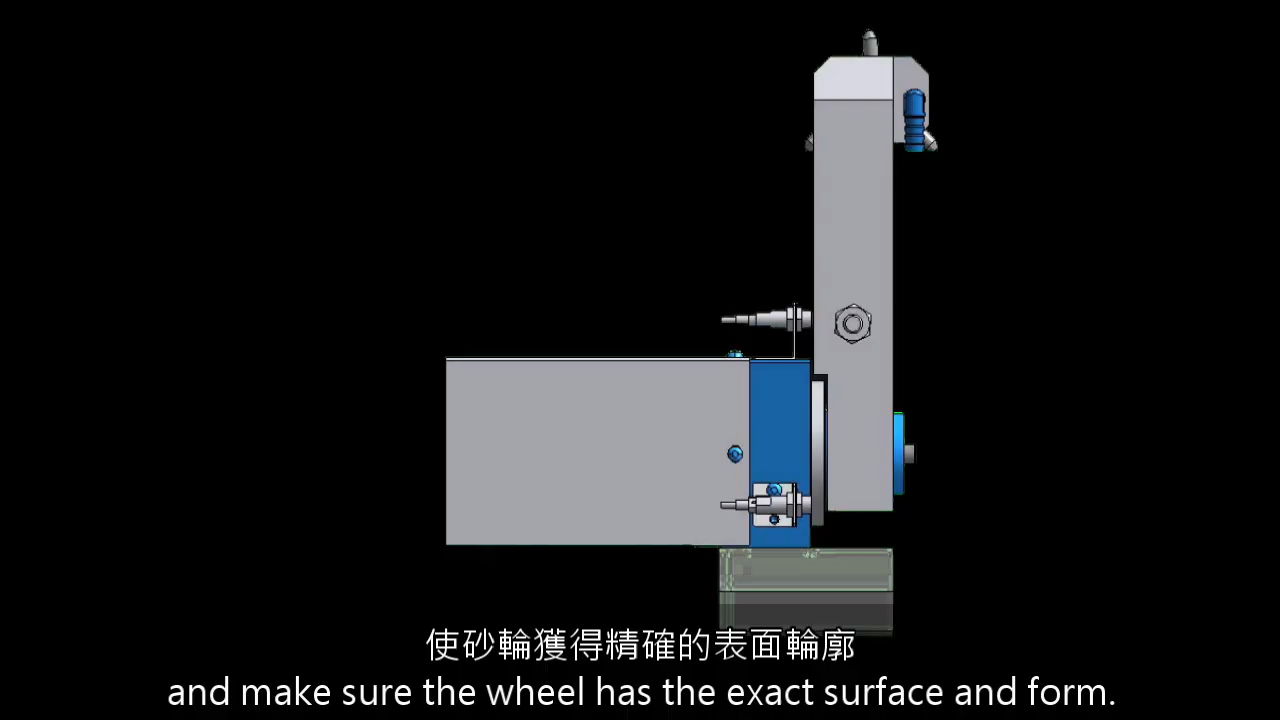 使砂輪獲得精確的表面輪廓
and make sure the wheel has the exact surface and form.